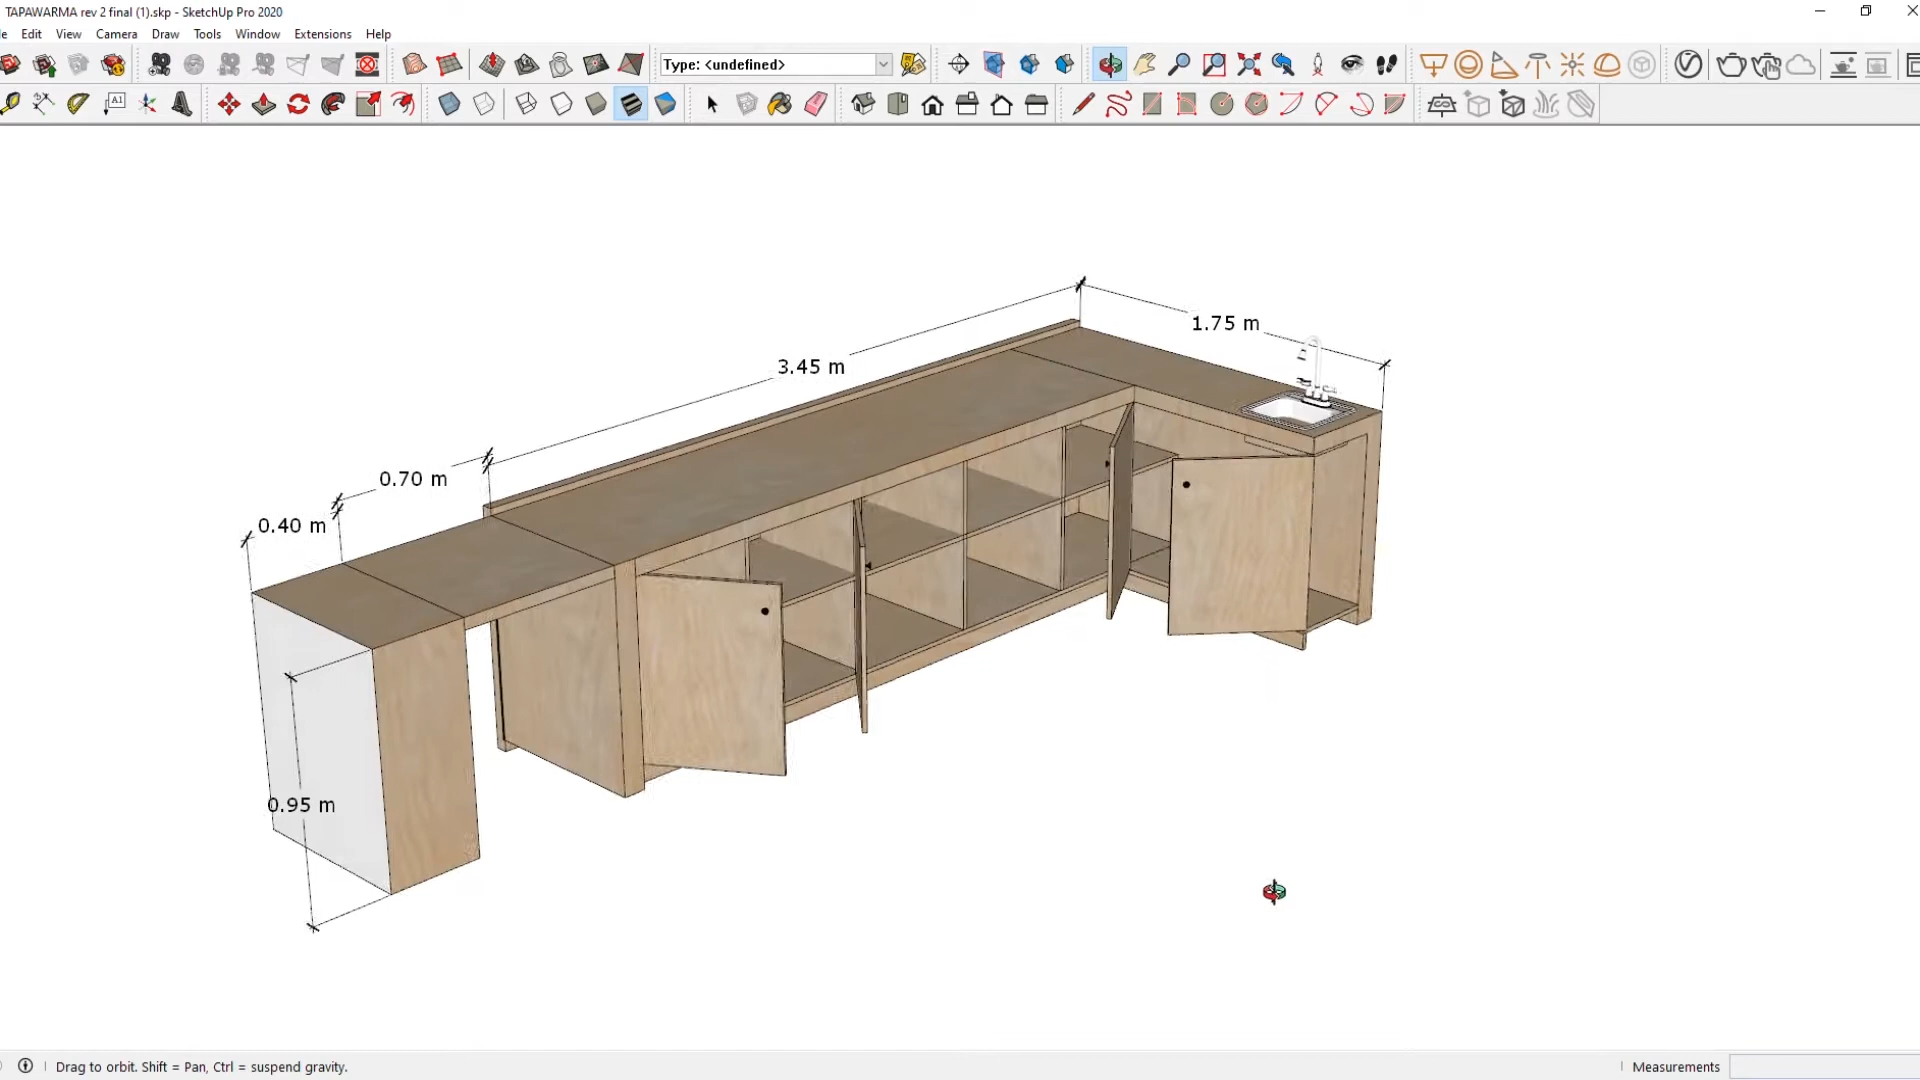 TAPAWARMA rev 2 final (1).skp - SketchUp Pro 2020
Edit View Camera Draw Tools Window Extensions Help
Type: <undefined>
A1
1.75 m
3.45 m
0.70 m
0.40 m
0.95 m
Drag to orbit. Shift = Pan, Ctrl = suspend gravity.
Measurements